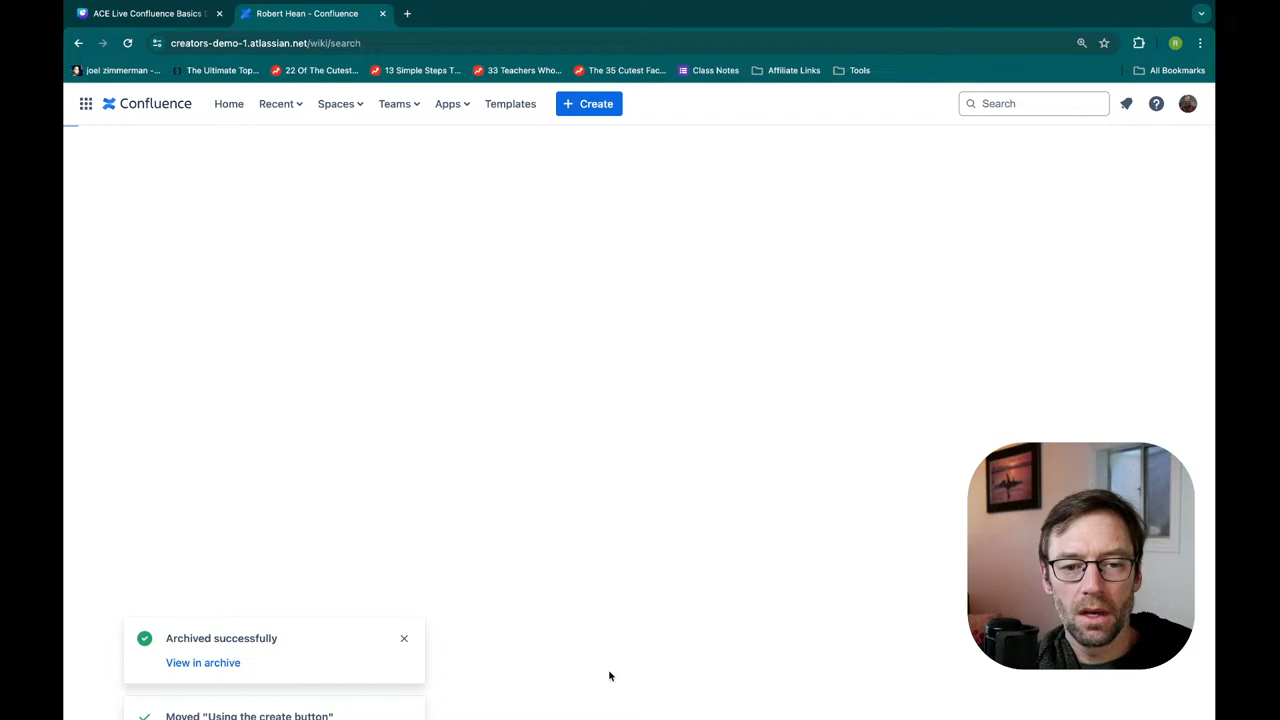 ACE Live Confluence Basics
Robert Hean - Confluence
creators-demo-1.atlassian.net/wiki/search
joel zimmerman -...
The Ultimate Top...
22 Of The Cutest...
13 Simple Steps T...
33 Teachers Who...
The 35 Cutest Fac...
Class Notes
Affiliate Links
Tools
All Bookmarks
Confluence
Home
Recent
Spaces
Teams
Apps
Templates
+ Create
Search
R
Archived successfully
View in archive
Moved "Using the create button"